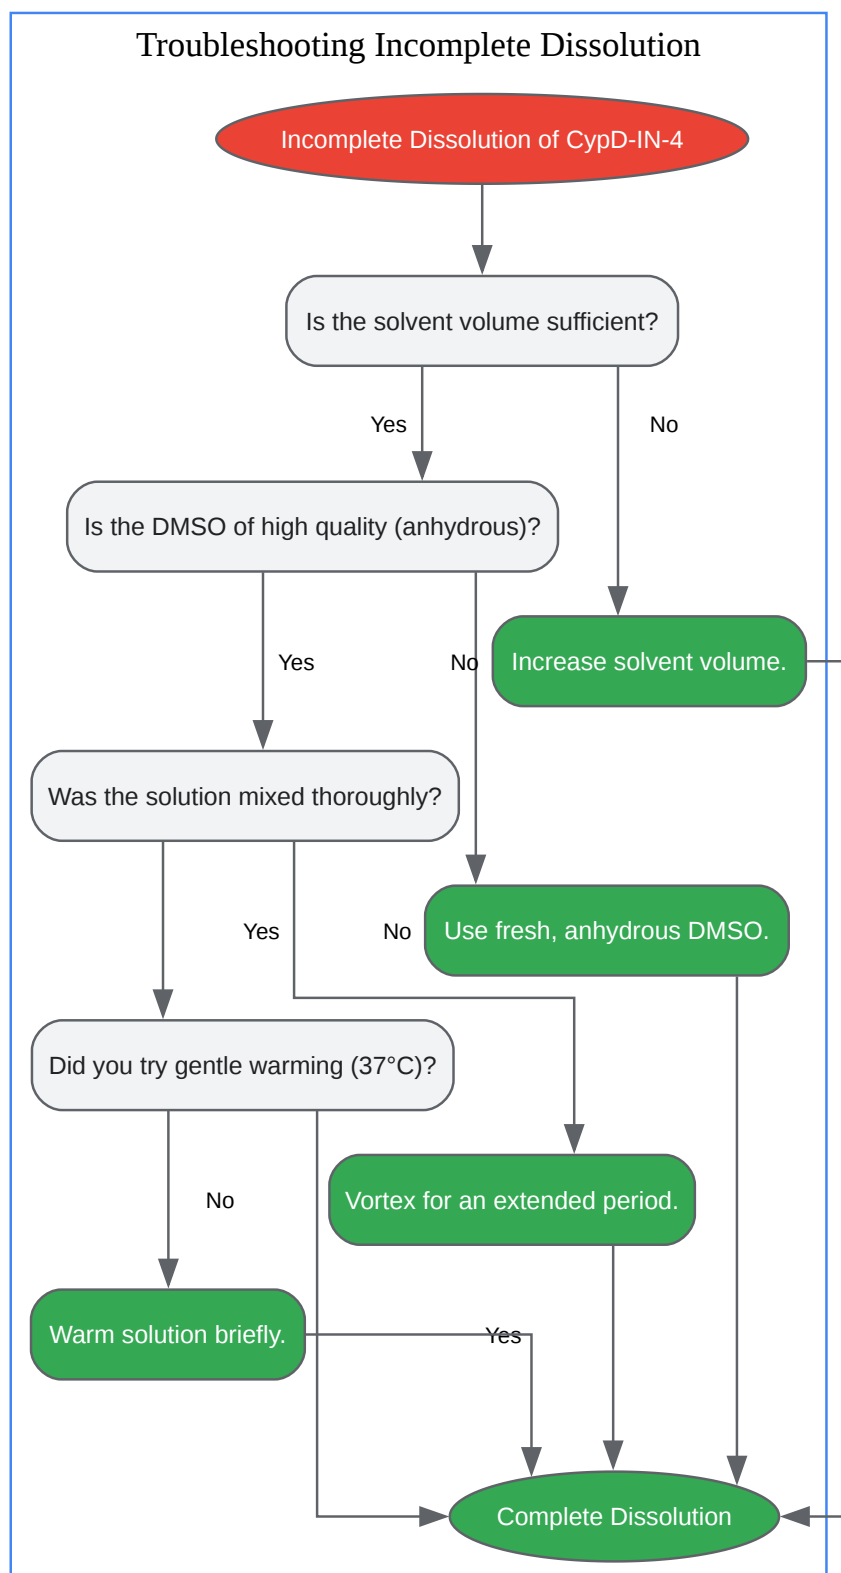 Troubleshooting Incomplete Dissolution
Incomplete Dissolution of CypD-IN-4
Is the solvent volume sufficient?
Yes
No
Is the DMSO of high quality (anhydrous)?
Yes
No
Increase solvent volume.
Was the solution mixed thoroughly?
Yes
No
Use fresh, anhydrous DMSO.
Did you try gentle warming (37°C)?
No
Vortex for an extended period.
Warm solution briefly.
Yes
Complete Dissolution